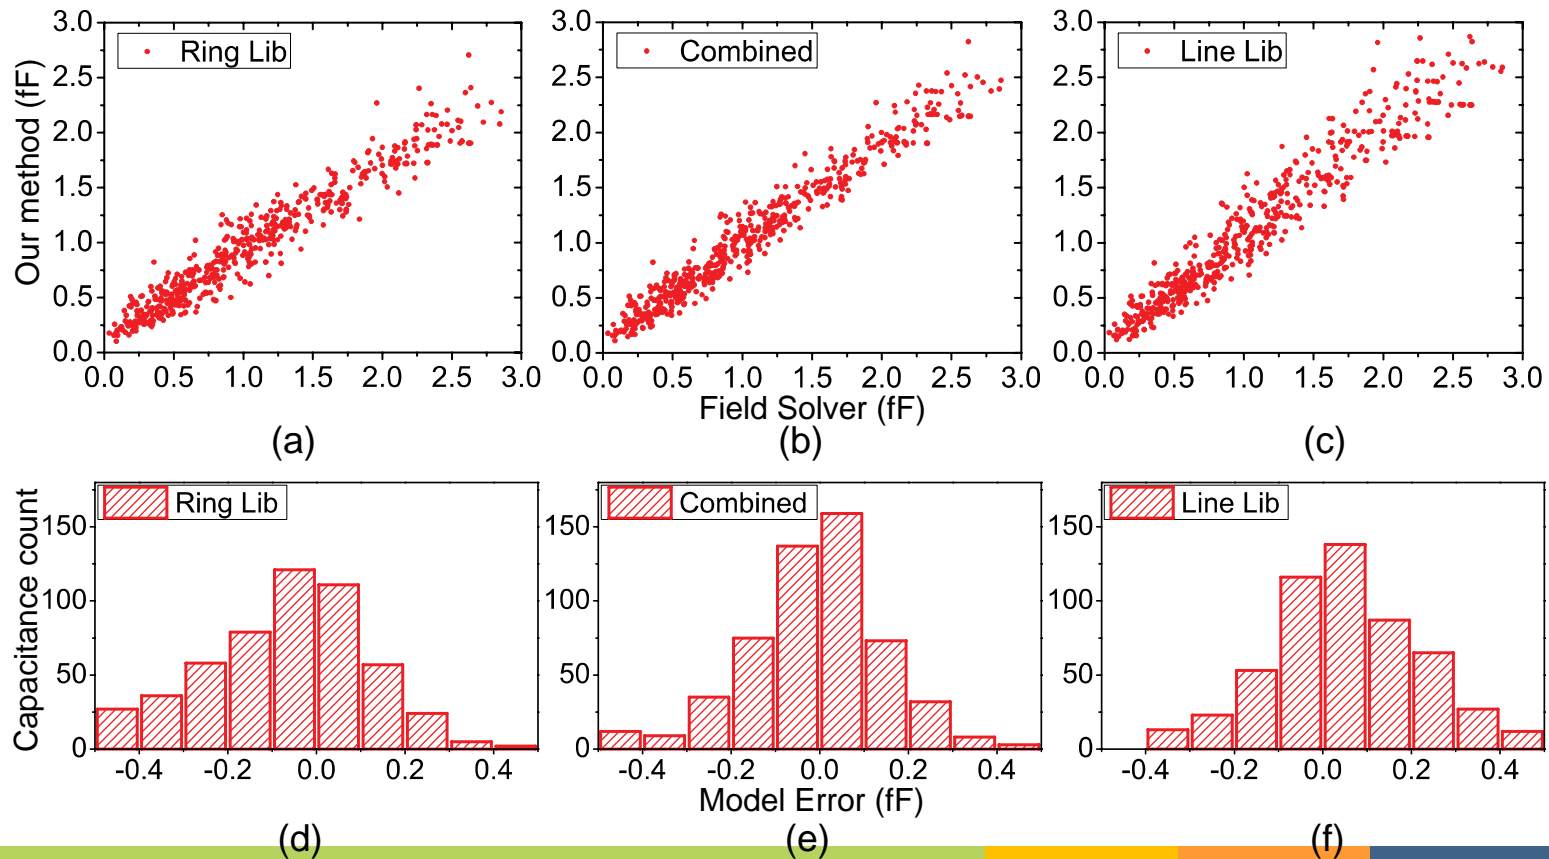 Our method (fF)
3.0
2.5
2.0
1.5
1.0
0.5
0.0
Ring Lib
0.0 0.5 1.0 1.5 2.0 2.5 3.0
(a)
3.0
2.5
2.0
1.5
1.0
0.5
0.0
Combined
0.0 0.5 1.0 1.5 2.0 2.5 3.0
Field Solver (fF)
(b)
3.0
2.5
2.0
1.5
1.0
0.5
0.0
Line Lib
0.0 0.5 1.0 1.5 2.0 2.5 3.0
(c)
Capacitance count
150
100
50
0
Ring Lib
-0.4 -0.2 0.0 0.2 0.4
(d)
150
100
50
0
Combined
-0.4 -0.2 0.0 0.2 0.4
Model Error (fF)
(e)
150
100
50
0
Line Lib
-0.4 -0.2 0.0 0.2 0.4
(f)